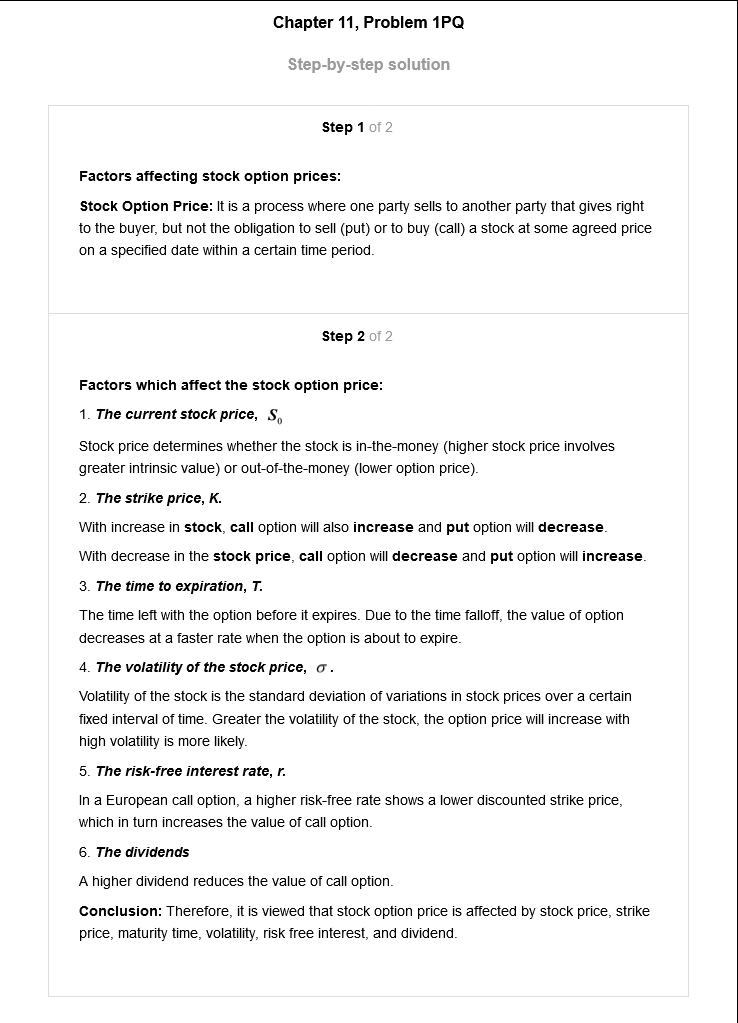 Chapter 11, Problem 1PQ
Step-by-step solution
Step 1 of 2
Factors affecting stock option prices:
Stock Option Price: It is a process where one party sells to another party that gives right
to the buyer, but not the obligation to sell (put) or to buy (call) a stock at some agreed price
on a specified date within a certain time period.
Step 2 of 2
Factors which affect the stock option price:
1. The current stock price, S₀
Stock price determines whether the stock is in-the-money (higher stock price involves
greater intrinsic value) or out-of-the-money (lower option price).
2. The strike price, K.
With increase in stock, call option will also increase and put option will decrease.
With decrease in the stock price, call option will decrease and put option will increase.
3. The time to expiration, T.
The time left with the option before it expires. Due to the time falloff, the value of option
decreases at a faster rate when the option is about to expire.
4. The volatility of the stock price, σ.
Volatility of the stock is the standard deviation of variations in stock prices over a certain
fixed interval of time. Greater the volatility of the stock, the option price will increase with
high volatility is more likely.
5. The risk-free interest rate, r.
In a European call option, a higher risk-free rate shows a lower discounted strike price,
which in turn increases the value of call option.
6. The dividends
A higher dividend reduces the value of call option.
Conclusion: Therefore, it is viewed that stock option price is affected by stock price, strike
price, maturity time, volatility, risk free interest, and dividend.